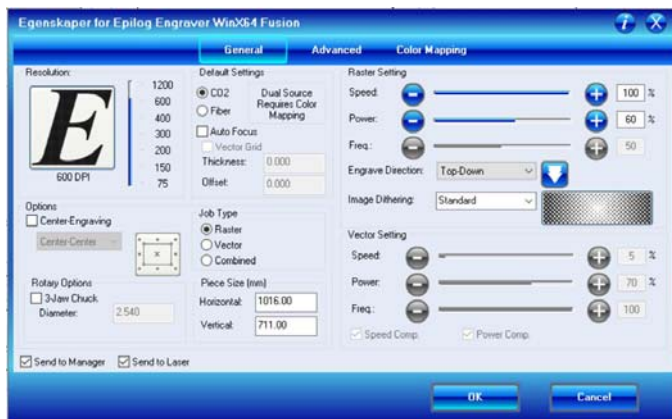 Egenskaper for Epilog Engraver WinX64 Fusion
General Advanced Color Mapping
Resolution:
E
1200
600
400
300
200
150
75
600 DPI
Options
Center-Engraving
Center-Center
x
Rotary Options
3-Jaw Chuck
Diameter: 2.540
Send to Manager Send to Laser
Default Settings
CO2
Fiber
Dual Source
Requires Color
Mapping
Auto Focus
Vector Grid
Thickness: 0.000
Offset: 0.000
Job Type
Raster
Vector
Combined
Piece Size (mm)
Horizontal: 1016.00
Vertical: 711.00
Raster Setting
Speed: 100 %
Power: 60 %
Freq.: 50
Engrave Direction: Top-Down
Image Dithering: Standard
Vector Setting
Speed: 5 %
Power: 70 %
Freq.: 100
Speed Comp. Power Comp.
OK Cancel